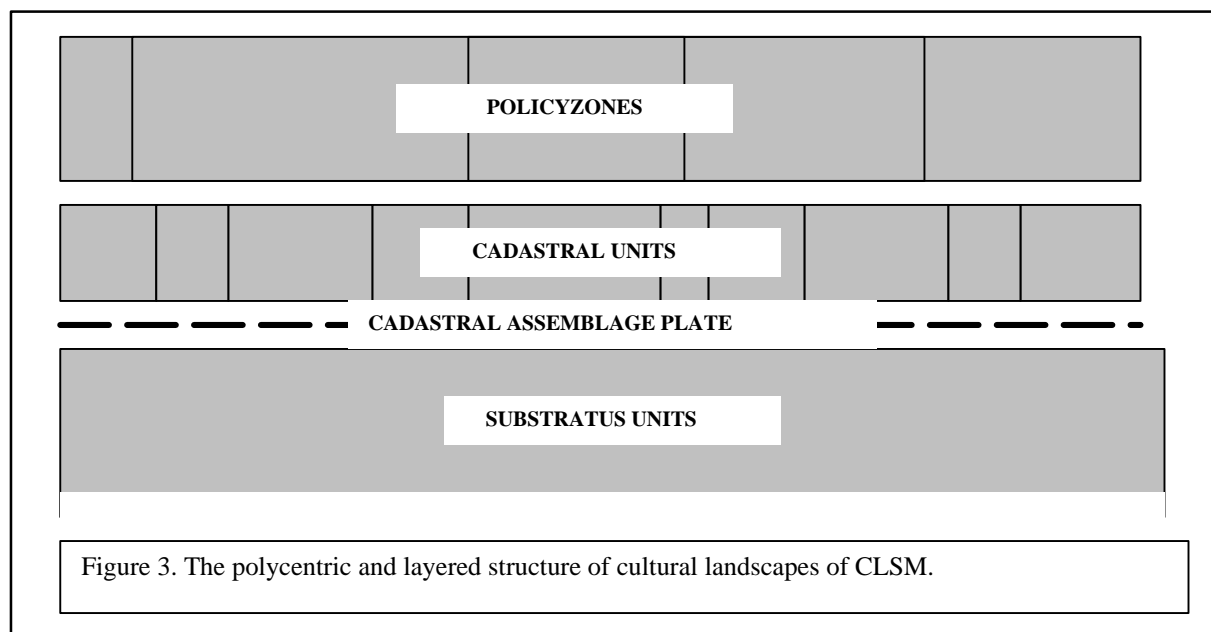 POLICYZONES
CADASTRAL UNITS
CADASTRAL ASSEMBLAGE PLATE
SUBSTRATUS UNITS
Figure 3. The polycentric and layered structure of cultural landscapes of CLSM.